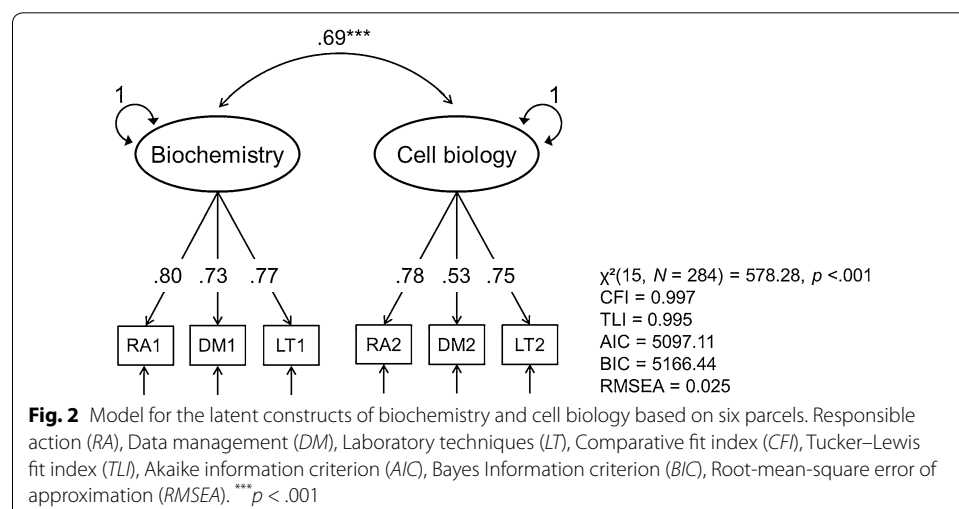 .69***
1
1
Biochemistry
Cell biology
.80 .73 .77
.78 .53 .75
χ²(15, N = 284) = 578.28, p <.001
CFI = 0.997
TLI = 0.995
AIC = 5097.11
BIC = 5166.44
RMSEA = 0.025
RA1 DM1 LT1
RA2 DM2 LT2
Fig. 2 Model for the latent constructs of biochemistry and cell biology based on six parcels. Responsible
action (RA), Data management (DM), Laboratory techniques (LT), Comparative fit index (CFI), Tucker–Lewis
fit index (TLI), Akaike information criterion (AIC), Bayes Information criterion (BIC), Root-mean-square error of
approximation (RMSEA). ***p < .001